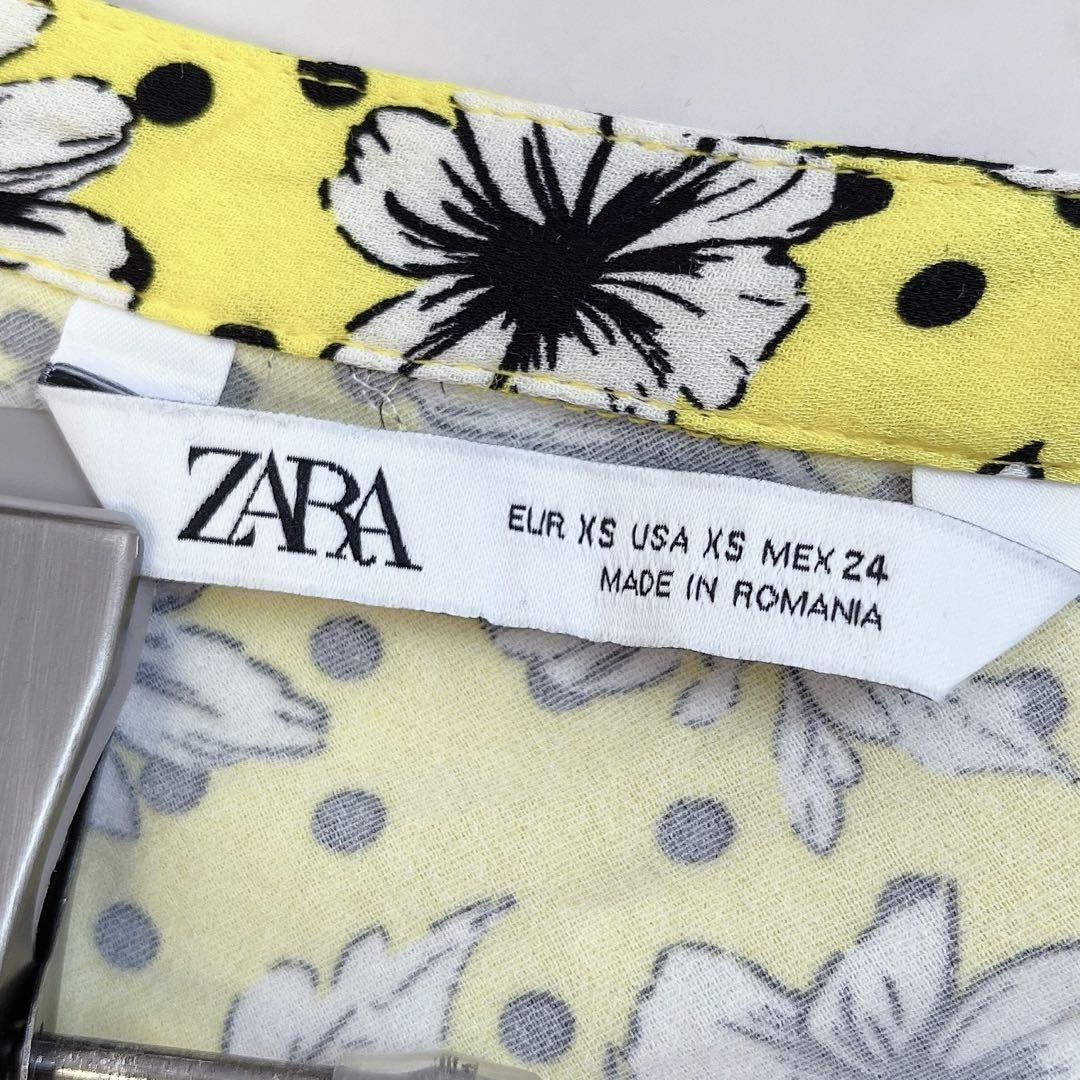 ZARA
EUR XS USA XS MEX 24
MADE IN ROMANIA